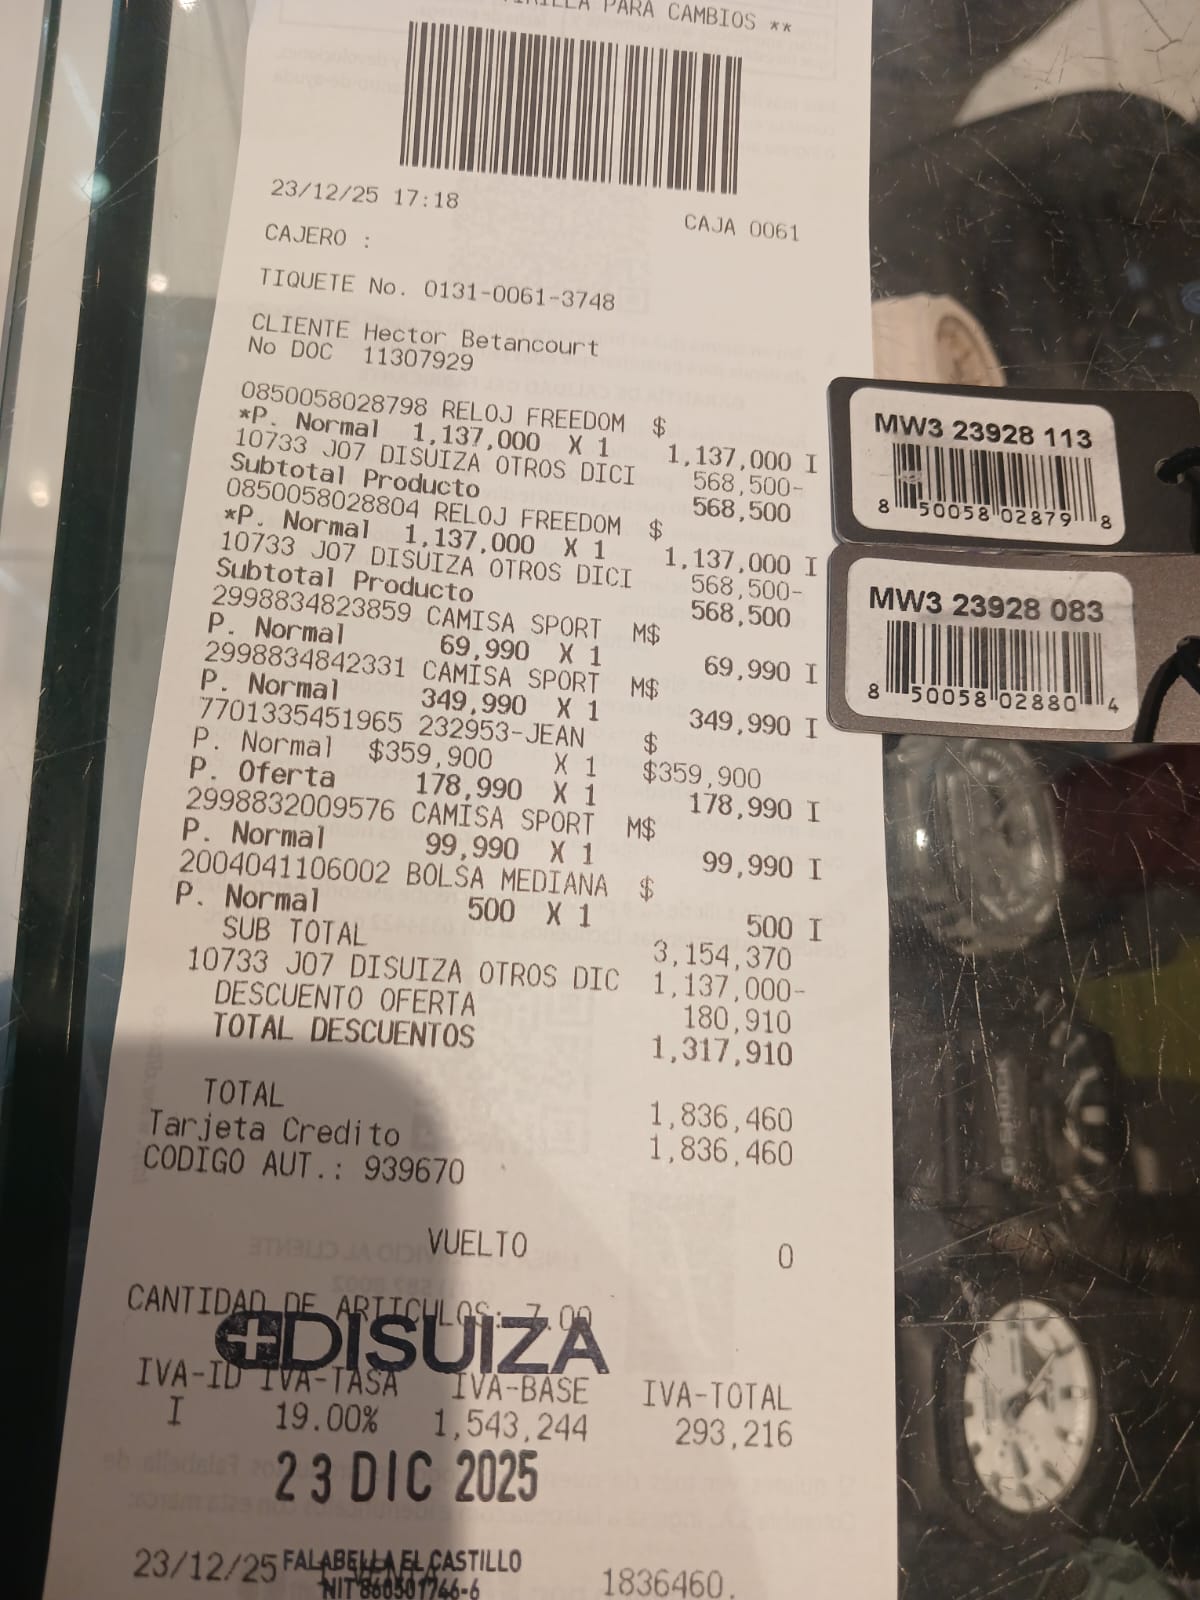 PARA CAMBIOS **
23/12/25 17:18
CAJA 0061
CAJERO :
TIQUETE No. 0131-0061-3748
CLIENTE Hector Betancourt
No DOC 11307929
0850058028798 RELOJ FREEDOM $
*P. Normal 1,137,000 X 1 1,137,000 I
10733 J07 DISUIZA OTROS DICI 568,500-
Subtotal Producto 568,500
0850058028804 RELOJ FREEDOM $
*P. Normal 1,137,000 X 1 1,137,000 I
10733 J07 DISUIZA OTROS DICI 568,500-
Subtotal Producto 568,500
2998834823859 CAMISA SPORT M$
P. Normal 69,990 X 1 69,990 I
2998834842331 CAMISA SPORT M$
P. Normal 349,990 X 1 349,990 I
7701335451965 232953-JEAN $
P. Normal $359,900 X 1 $359,900
P. Oferta 178,990 X 1 178,990 I
2998832009576 CAMISA SPORT M$
P. Normal 99,990 X 1 99,990 I
2004041106002 BOLSA MEDIANA $
P. Normal 500 X 1 500 I
SUB TOTAL 3,154,370
10733 J07 DISUIZA OTROS DIC 1,137,000-
DESCUENTO OFERTA 180,910
TOTAL DESCUENTOS 1,317,910
TOTAL 1,836,460
Tarjeta Credito 1,836,460
CODIGO AUT.: 939670
VUELTO 0
CANTIDAD DE ARTICULOS: 7.00
DISUIZA
IVA-ID IVA-TASA IVA-BASE IVA-TOTAL
I 19.00% 1,543,244 293,216
23 DIC 2025
23/12/25 FALABELLA EL CASTILLO
NIT 860501766-6
1836460.
MW3 23928 113
8 50058 02879 8
MW3 23928 083
8 50058 02880 4